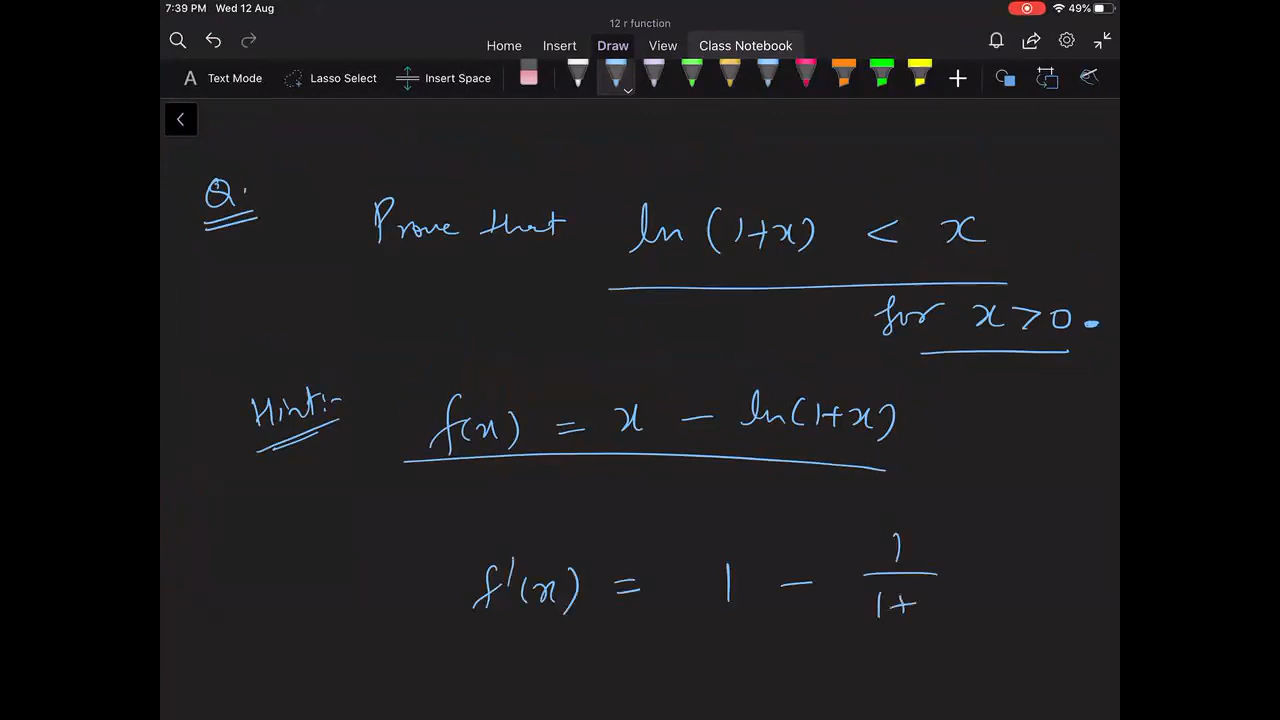 7:39 PM Wed 12 Aug
49%
12 r function
Home Insert Draw View Class Notebook
Text Mode Lasso Select Insert Space
Q.
Prove that ln (1+x) < x
for x > 0.
Hint:-
f(x) = x - ln(1+x)
f'(x) = 1 - 1/1+